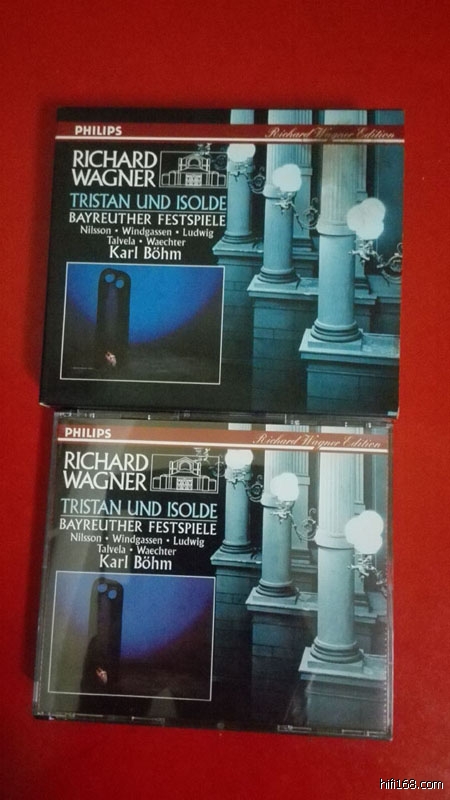 PHILIPS
Richard Wagner Edition
RICHARD
WAGNER
TRISTAN UND ISOLDE
BAYREUTHER FESTSPIELE
Nilsson • Windgassen • Ludwig
Talvela • Waechter
Karl Böhm
PHILIPS
Richard Wagner Edition
RICHARD
WAGNER
TRISTAN UND ISOLDE
BAYREUTHER FESTSPIELE
Nilsson • Windgassen • Ludwig
Talvela • Waechter
Karl Böhm
hifi168.com